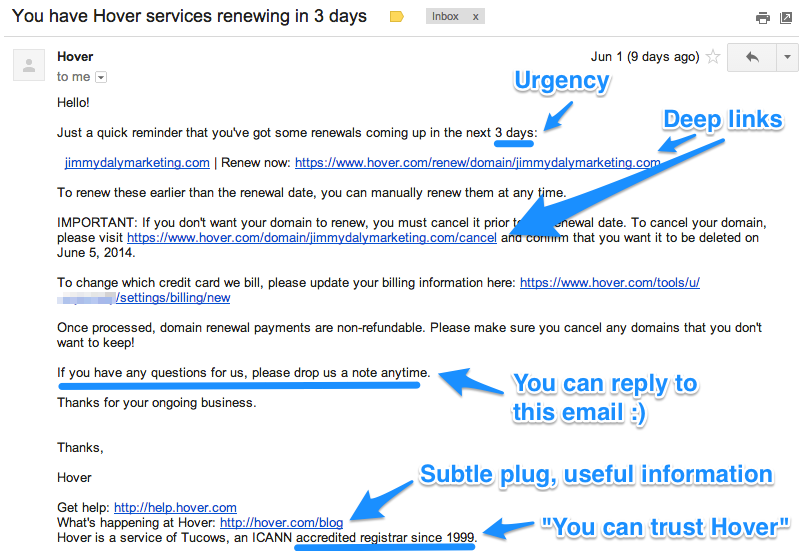 You have Hover services renewing in 3 days Inbox x
Hover Jun 1 (9 days ago)
to me
Urgency
Hello!
Just a quick reminder that you've got some renewals coming up in the next 3 days:
Deep links
jimmydalymarketing.com | Renew now: https://www.hover.com/renew/domain/jimmydalymarketing.com
To renew these earlier than the renewal date, you can manually renew them at any time.
IMPORTANT: If you don't want your domain to renew, you must cancel it prior renewal date. To cancel your domain,
please visit https://www.hover.com/domain/jimmydalymarketing.com/cancel and confirm that you want it to be deleted on
June 5, 2014.
To change which credit card we bill, please update your billing information here: https://www.hover.com/tools/u/
/settings/billing/new
Once processed, domain renewal payments are non-refundable. Please make sure you cancel any domains that you don't
want to keep!
If you have any questions for us, please drop us a note anytime.
You can reply to
this email :)
Thanks for your ongoing business.
Thanks,
Hover
Subtle plug, useful information
Get help: http://help.hover.com
What's happening at Hover: http://hover.com/blog
Hover is a service of Tucows, an ICANN accredited registrar since 1999.
"You can trust Hover"